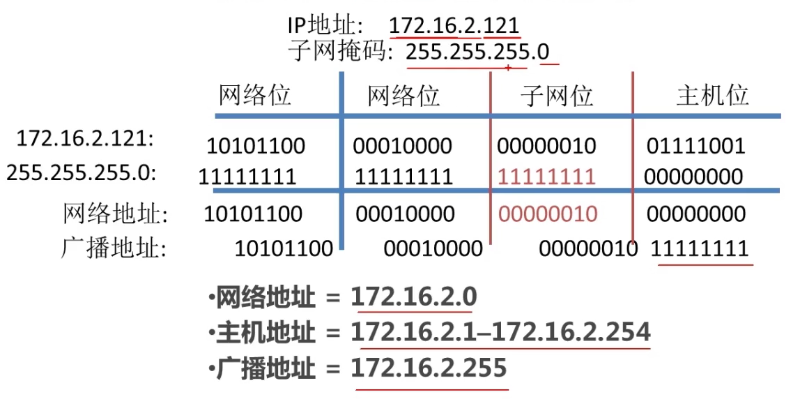 IP地址: 172.16.2.121
子网掩码: 255.255.255.0
网络位 网络位 子网位 主机位
172.16.2.121: 10101100 00010000 00000010 01111001
255.255.255.0: 11111111 11111111 11111111 00000000
网络地址: 10101100 00010000 00000010 00000000
广播地址: 10101100 00010000 00000010 11111111
•网络地址 = 172.16.2.0
•主机地址 = 172.16.2.1–172.16.2.254
•广播地址 = 172.16.2.255